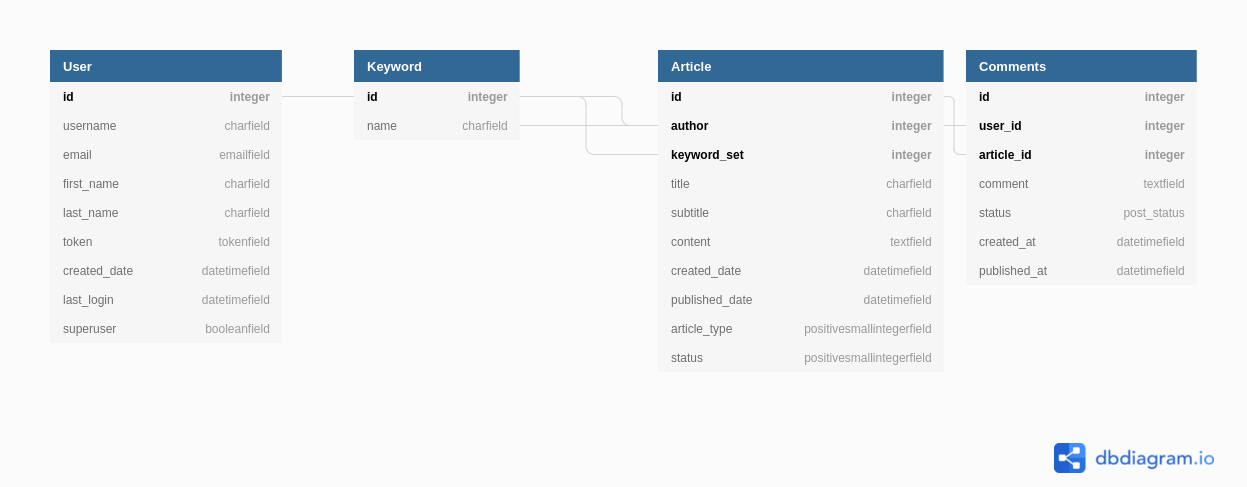 User
id integer
username charfield
email emailfield
first_name charfield
last_name charfield
token tokenfield
created_date datetimefield
last_login datetimefield
superuser booleanfield
Keyword
id integer
name charfield
Article
id integer
author integer
keyword_set integer
title charfield
subtitle charfield
content textfield
created_date datetimefield
published_date datetimefield
article_type positivesmallintegerfield
status positivesmallintegerfield
Comments
id integer
user_id integer
article_id integer
comment textfield
status post_status
created_at datetimefield
published_at datetimefield
dbdiagram.io